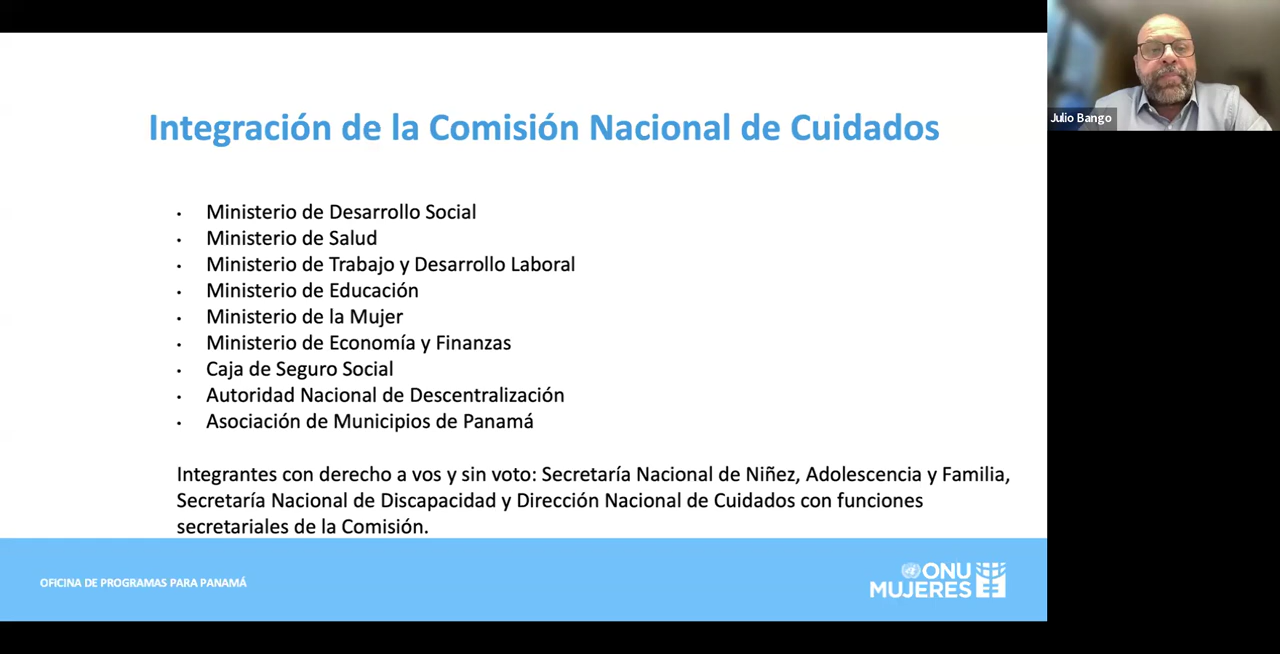 Integración de la Comisión Nacional de Cuidados
• Ministerio de Desarrollo Social
• Ministerio de Salud
• Ministerio de Trabajo y Desarrollo Laboral
• Ministerio de Educación
• Ministerio de la Mujer
• Ministerio de Economía y Finanzas
• Caja de Seguro Social
• Autoridad Nacional de Descentralización
• Asociación de Municipios de Panamá
Integrantes con derecho a vos y sin voto: Secretaría Nacional de Niñez, Adolescencia y Familia,
Secretaría Nacional de Discapacidad y Dirección Nacional de Cuidados con funciones
secretariales de la Comisión.
OFICINA DE PROGRAMAS PARA PANAMÁ
ONU
MUJERES
Julio Bango